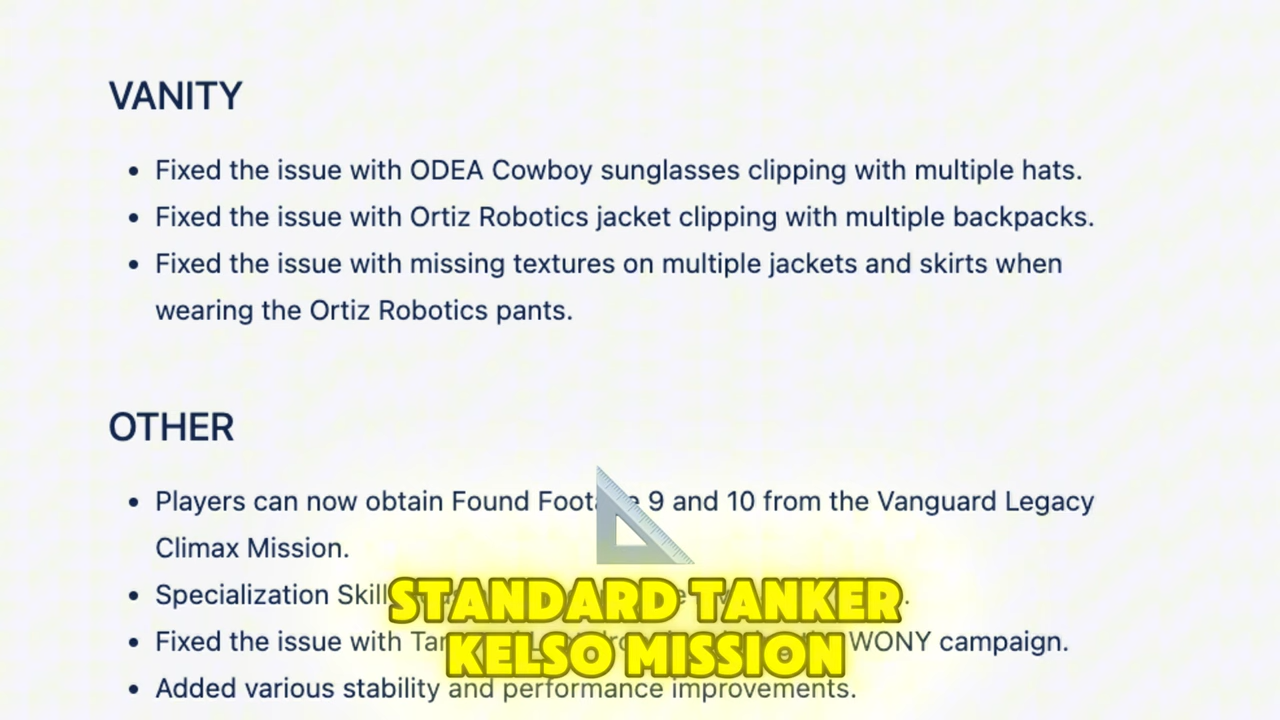 VANITY
• Fixed the issue with ODEA Cowboy sunglasses clipping with multiple hats.
• Fixed the issue with Ortiz Robotics jacket clipping with multiple backpacks.
• Fixed the issue with missing textures on multiple jackets and skirts when
wearing the Ortiz Robotics pants.
OTHER
• Players can now obtain Found 9 and 10 from the Vanguard Legacy
Climax Mission.
• Specialization
STANDARD TANKER
• Fixed the issue with WONY campaign.
KELSO MISSION
• Added various stability and performance improvements.